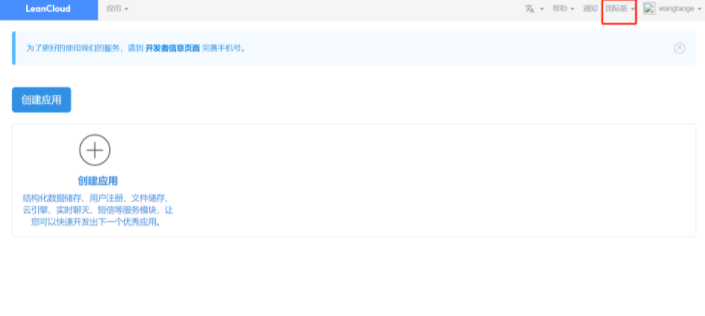 LeanCloud 应用 帮助 通知 国际版 wangtaoge
为了更好的使用我们的服务，请到 开发者信息页面 完善手机号。
创建应用
创建应用
结构化数据储存、用户注册、文件储存、
云引擎、实时聊天、短信等服务模块，让
您可以快速开发出下一个优秀应用。